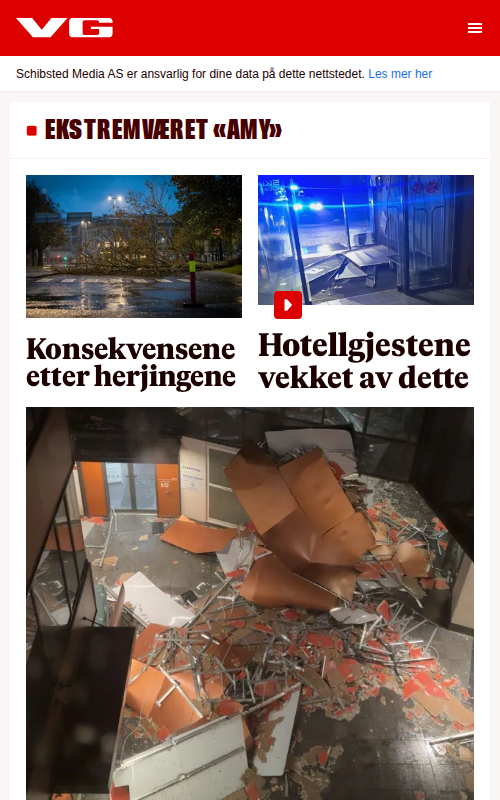 VG
Schibsted Media AS er ansvarlig for dine data på dette nettstedet. Les mer her
EKSTREMVÆRET «AMY»
Konsekvensene
etter herjingene
Hotellgjestene
vekket av dette
10